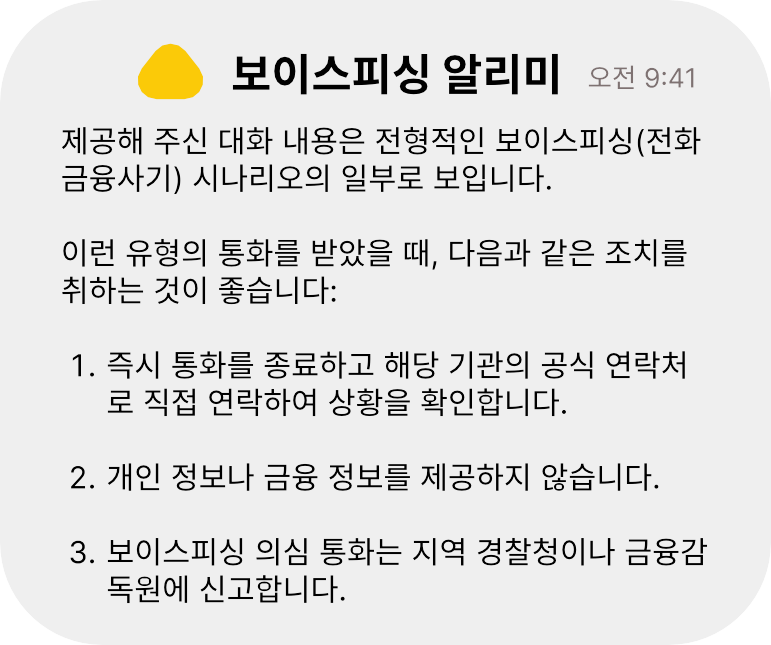 보이스피싱 알리미 오전 9:41
제공해 주신 대화 내용은 전형적인 보이스피싱(전화
금융사기) 시나리오의 일부로 보입니다.
이런 유형의 통화를 받았을 때, 다음과 같은 조치를
취하는 것이 좋습니다:
1. 즉시 통화를 종료하고 해당 기관의 공식 연락처
로 직접 연락하여 상황을 확인합니다.
2. 개인 정보나 금융 정보를 제공하지 않습니다.
3. 보이스피싱 의심 통화는 지역 경찰청이나 금융감
독원에 신고합니다.